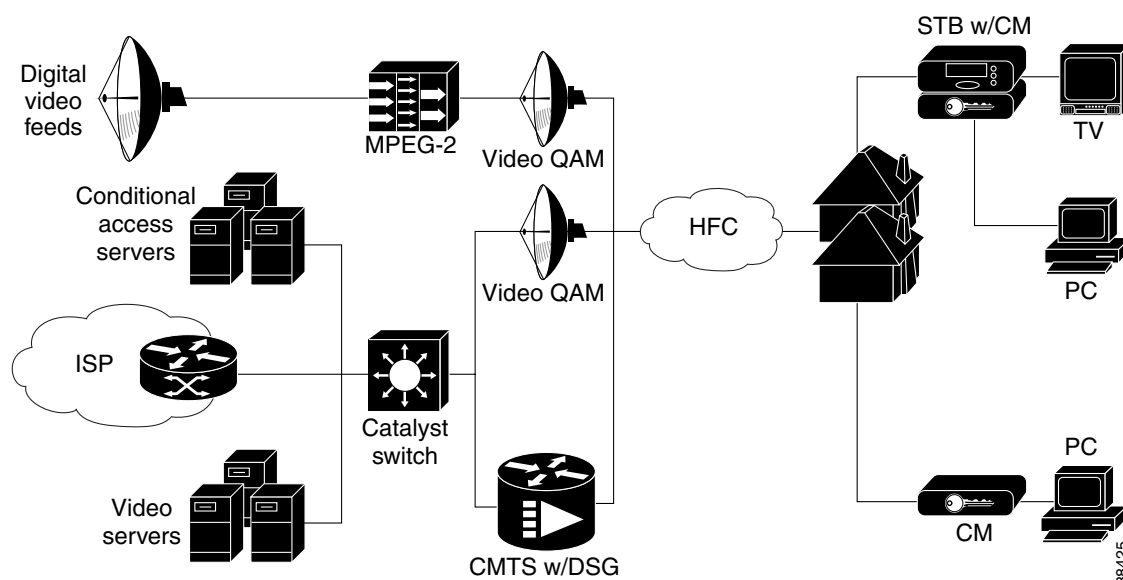 STB w/CM
Digital
video
feeds
MPEG-2
Video QAM
TV
Conditional
access
servers
HFC
Video QAM
PC
ISP
Catalyst
switch
PC
Video
servers
CMTS w/DSG
CM